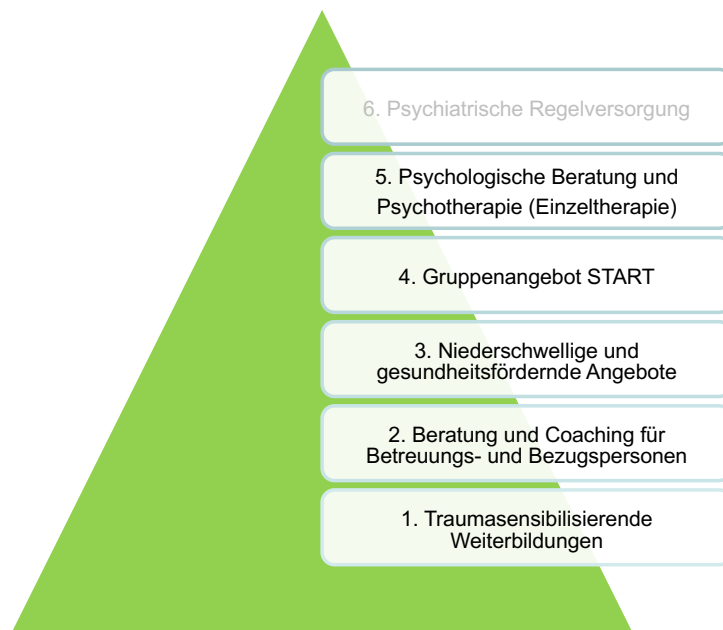 6. Psychiatrische Regelversorgung
5. Psychologische Beratung und
Psychotherapie (Einzeltherapie)
4. Gruppenangebot START
3. Niederschwellige und
gesundheitsfördernde Angebote
2. Beratung und Coaching für
Betreuungs- und Bezugspersonen
1. Traumasensibilisierende
Weiterbildungen